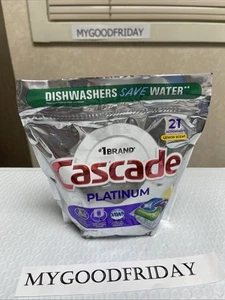 MYGOODFRIDAY
DISHWASHERS SAVE WATER**
#1 BRAND*
21
LEMON SCENT
Cascade
PLATINUM
MYGOODFRIDAY